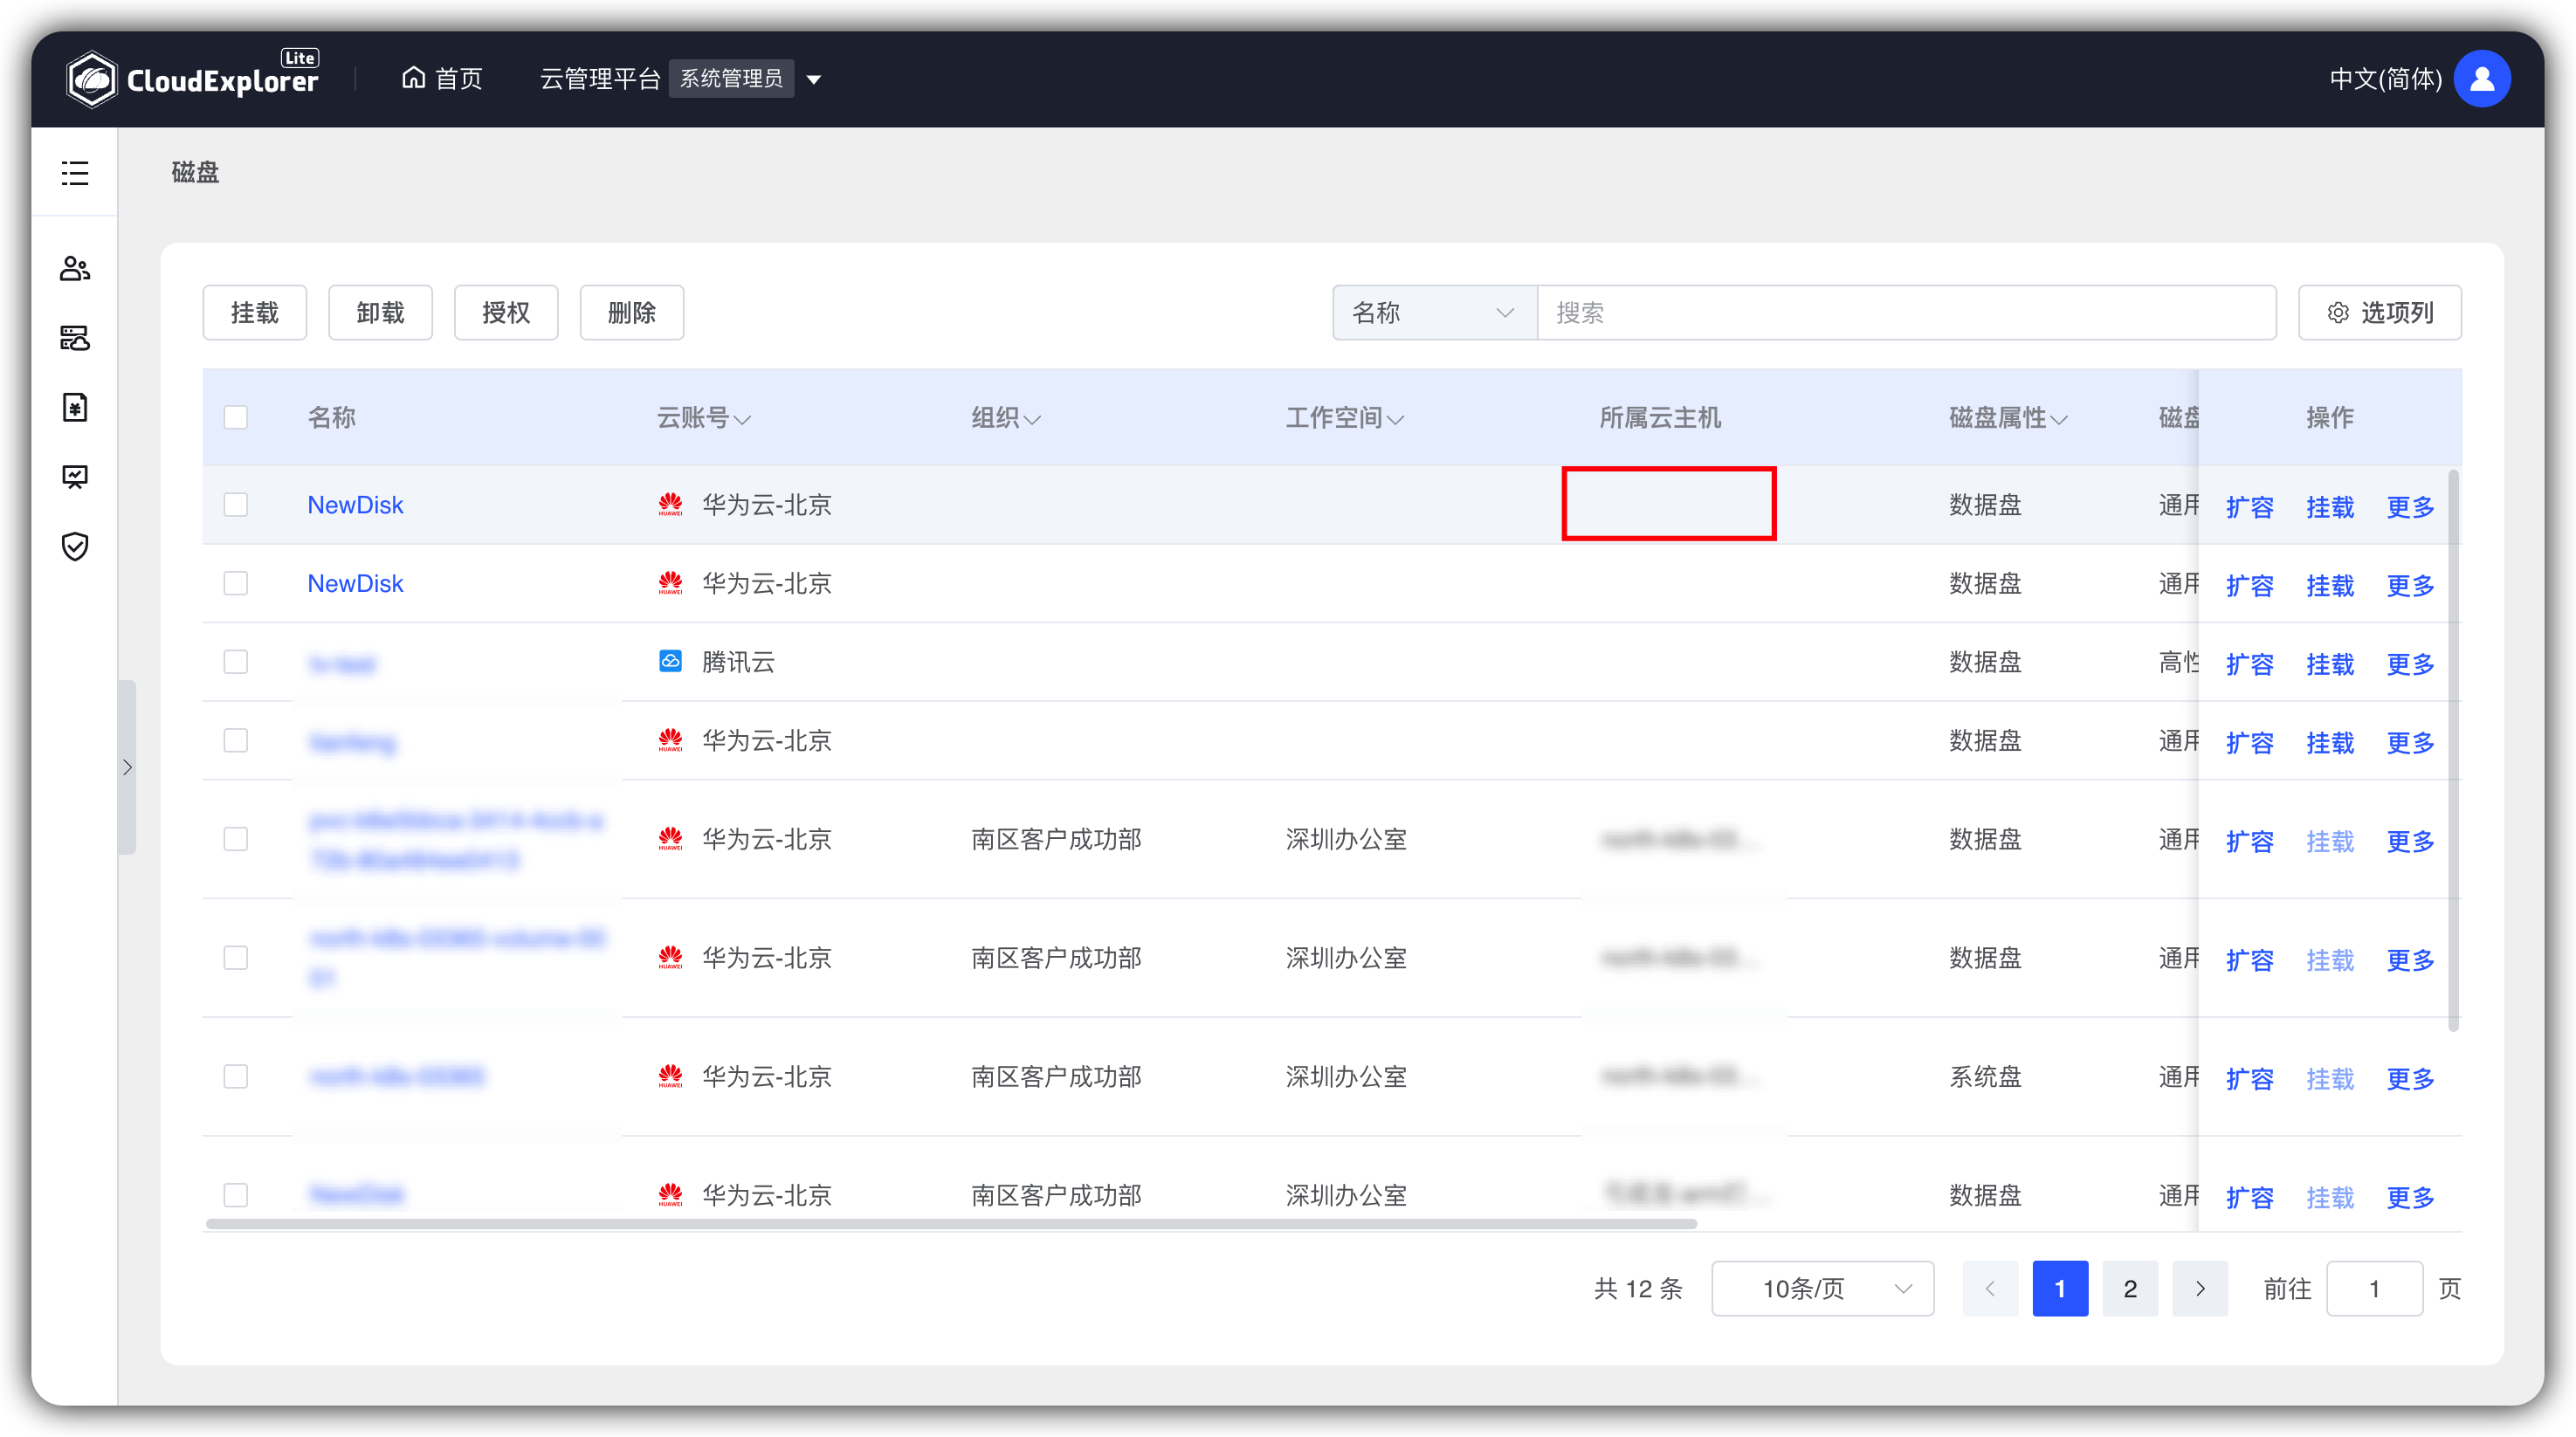 CloudExplorer Lite
首页
云管理平台 系统管理员
中文(简体)
磁盘
挂载 卸载 授权 删除 名称 搜索 选项列
名称 云账号 组织 工作空间 所属云主机 磁盘属性 磁盘 操作
NewDisk HUAWEI 华为云-北京 数据盘 通用 扩容 挂载 更多
NewDisk HUAWEI 华为云-北京 数据盘 通用 扩容 挂载 更多
腾讯云 数据盘 高性 扩容 挂载 更多
HUAWEI 华为云-北京 数据盘 通用 扩容 挂载 更多
HUAWEI 华为云-北京 南区客户成功部 深圳办公室 数据盘 通用 扩容 挂载 更多
HUAWEI 华为云-北京 南区客户成功部 深圳办公室 数据盘 通用 扩容 挂载 更多
HUAWEI 华为云-北京 南区客户成功部 深圳办公室 系统盘 通用 扩容 挂载 更多
HUAWEI 华为云-北京 南区客户成功部 深圳办公室 数据盘 通用 扩容 挂载 更多
共 12 条 10条/页 1 2 前往 1 页